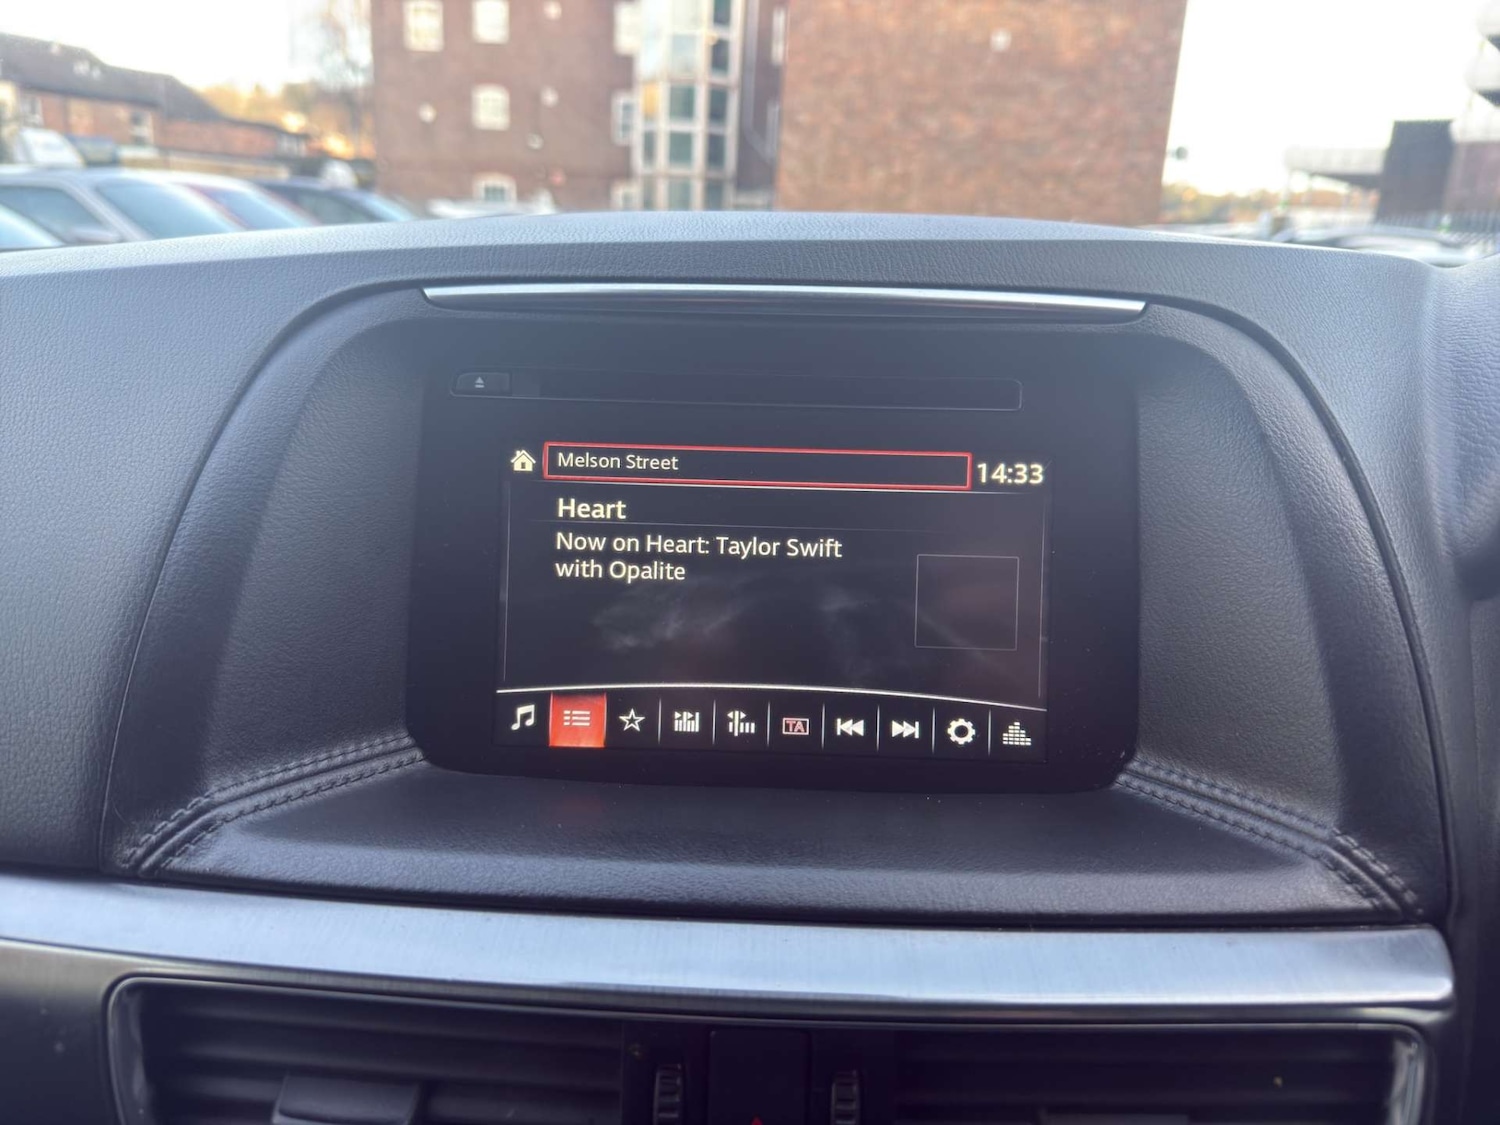 Melson Street
14:33
Heart
Now on Heart: Taylor Swift
with Opalite
TA